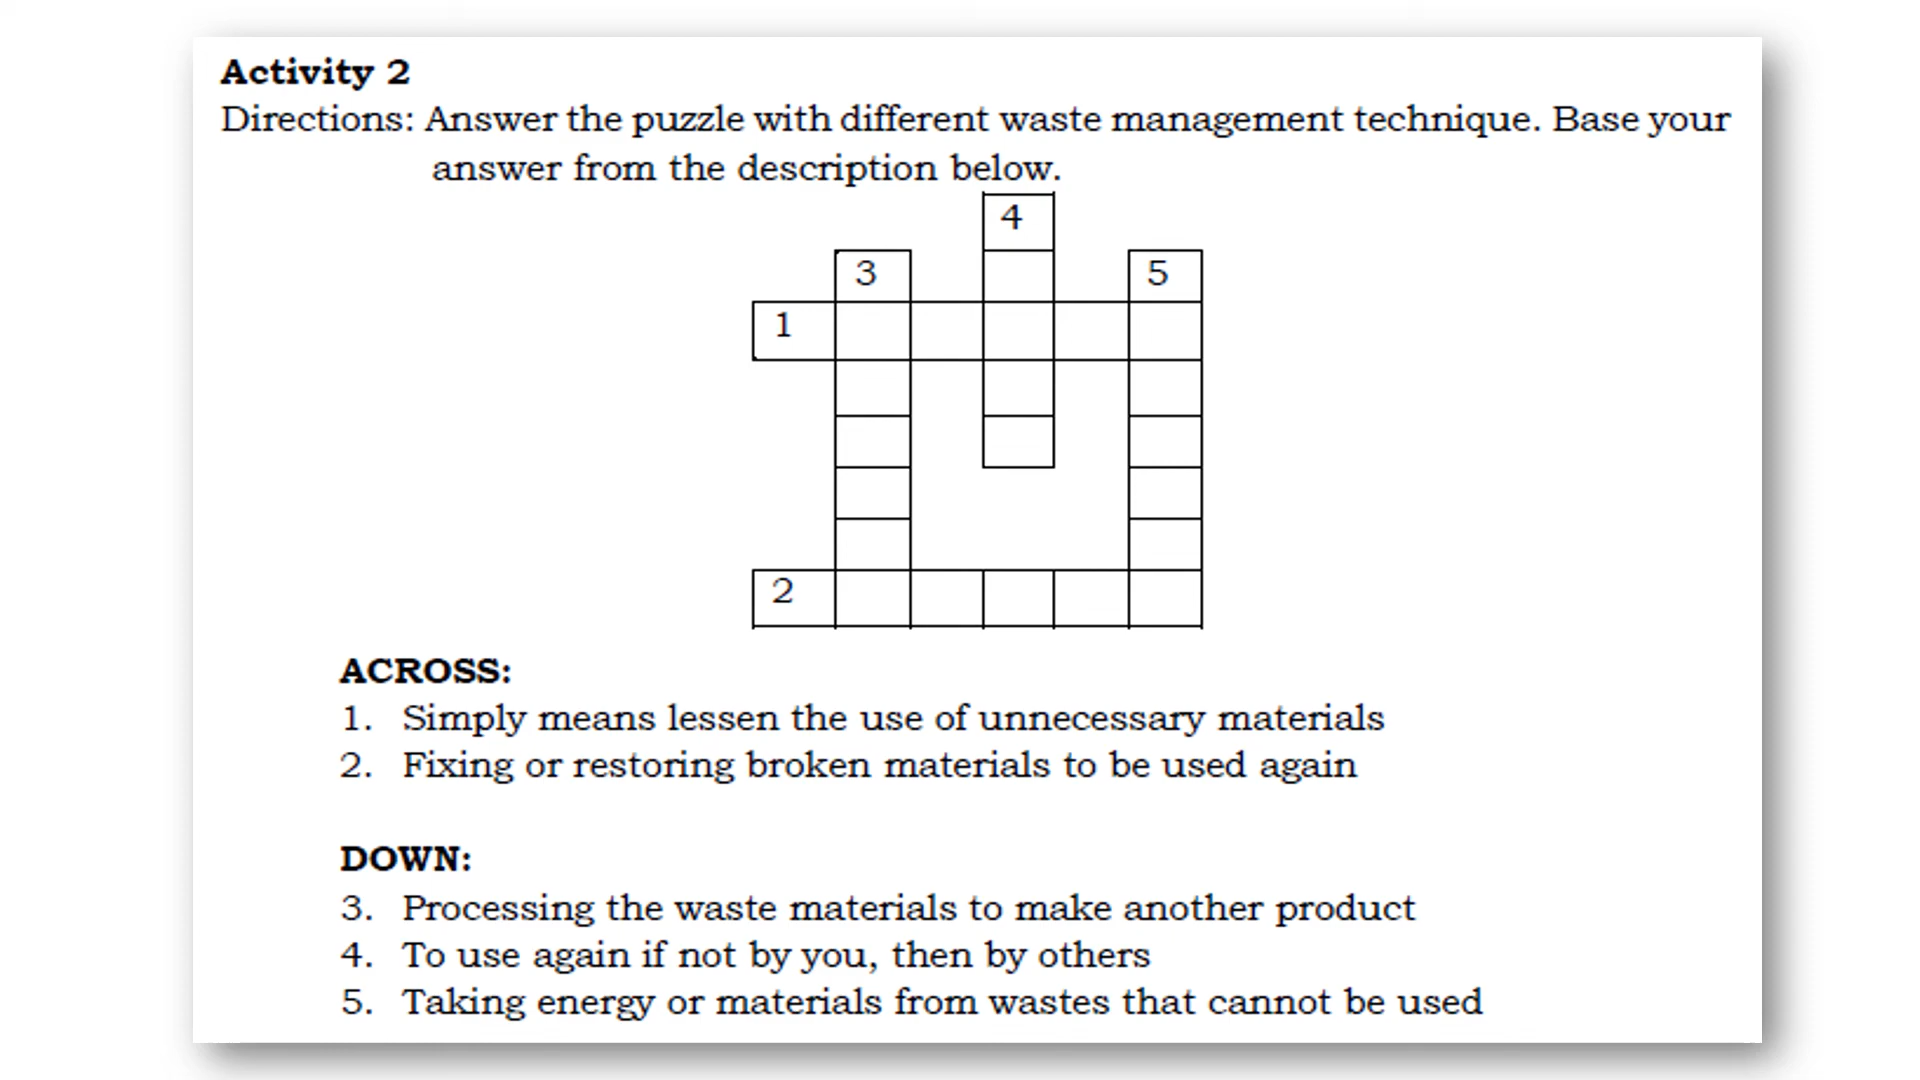 Activity 2
Directions: Answer the puzzle with different waste management technique. Base your
answer from the description below.
4
3 5
1
2
ACROSS:
1. Simply means lessen the use of unnecessary materials
2. Fixing or restoring broken materials to be used again
DOWN:
3. Processing the waste materials to make another product
4. To use again if not by you, then by others
5. Taking energy or materials from wastes that cannot be used